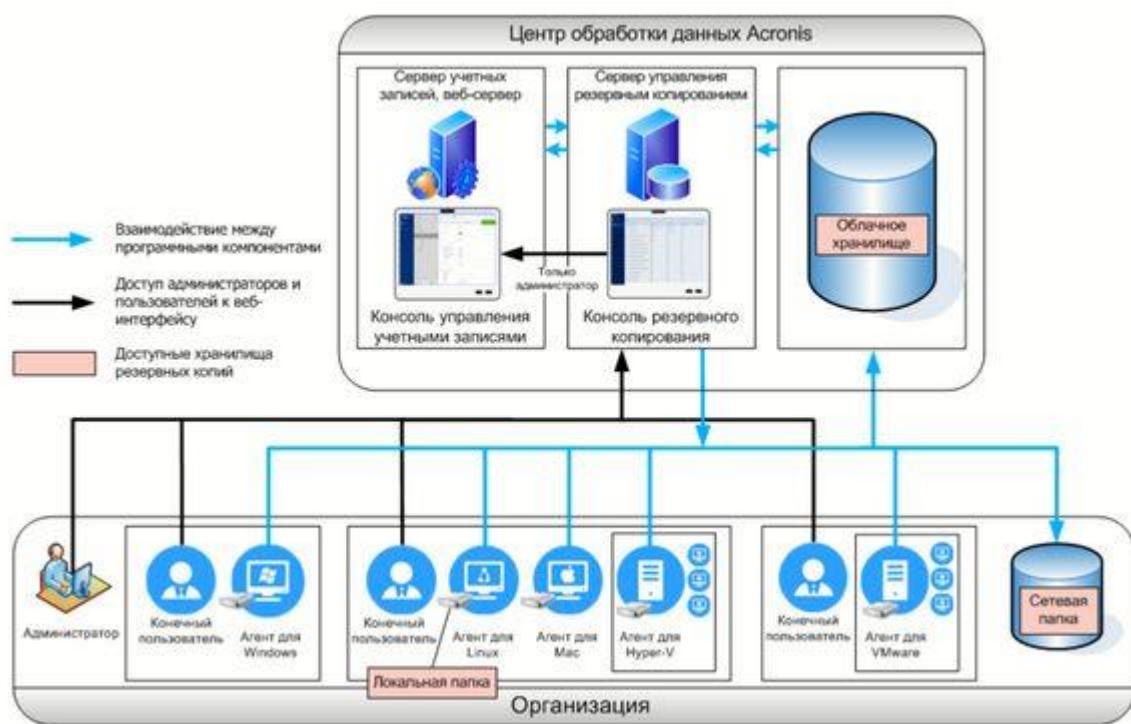 Центр обработки данных Acronis
Сервер учетных
записей, веб-сервер
Сервер управления
резервным копированием
Облачное
хранилище
Взаимодействие между
программными компонентами
Доступ администраторов и
пользователей к веб-
интерфейсу
Доступные хранилища
резервных копий
Только
администратор
Консоль управления
учетными записями
Консоль резервного
копирования
Администратор
Конечный
пользователь
Агент для
Windows
Конечный
пользователь
Агент для
Linux
Агент для
Mac
Агент для
Hyper-V
Конечный
пользователь
Агент для
VMware
Сетевая
папка
Локальная папка
Организация